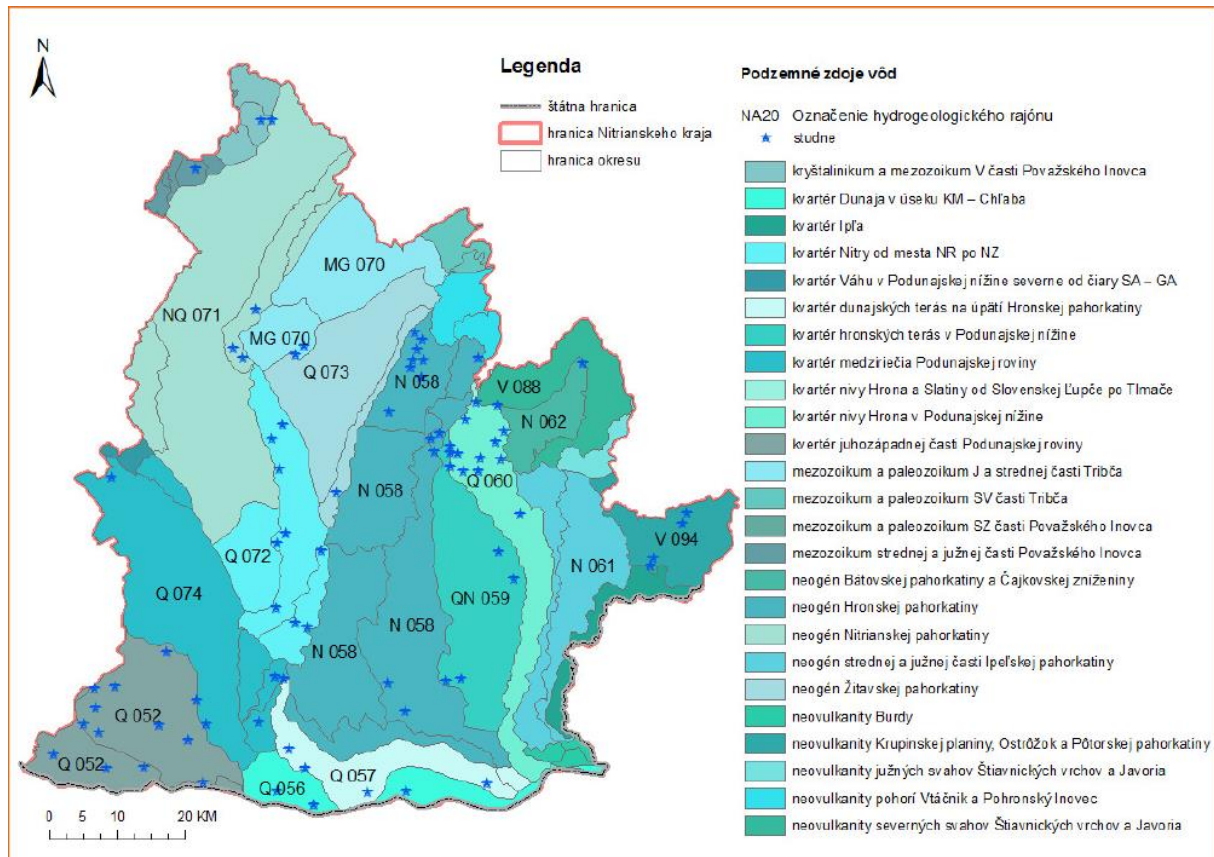 N
Legenda
štátna hranica
hranica Nitrianskeho kraja
hranica okresu
Podzemné zdoje vôd
NA20 Označenie hydrogeologického rajónu
studne
kryštalinikum a mezozoikum V časti Považského Inovca
kvartér Dunaja v úseku KM – Chľaba
kvartér Ipľa
kvartér Nitry od mesta NR po NZ
kvartér Váhu v Podunajskej nížine severne od čiary SA – GA
kvartér dunajských terás na úpätí Hronskej pahorkatiny
kvartér hronských terás v Podunajskej nížine
kvartér medziriečia Podunajskej roviny
kvartér nivy Hrona a Slatiny od Slovenskej Ľupče po Tlmače
kvartér nivy Hrona v Podunajskej nížine
kvertér juhozápadnej časti Podunajskej roviny
mezozoikum a paleozoikum J a strednej časti Tribča
mezozoikum a paleozoikum SV časti Tribča
mezozoikum a paleozoikum SZ časti Považského Inovca
mezozoikum strednej a južnej časti Považského Inovca
neogén Bátovskej pahorkatiny a Čajkovskej zníženiny
neogén Hronskej pahorkatiny
neogén Nitrianskej pahorkatiny
neogén strednej a južnej časti Ipeľskej pahorkatiny
neogén Žitavskej pahorkatiny
neovulkanity Burdy
neovulkanity Krupinskej planiny, Ostrôžok a Pôtorskej pahorkatiny
neovulkanity južných svahov Štiavnických vrchov a Javoria
neovulkanity pohorí Vtáčnik a Pohronský Inovec
neovulkanity severných svahov Štiavnických vrchov a Javoria
MG 070
NQ 071
MG 070
Q 073
N 058
V 088
N 062
Q 060
N 058
V 094
Q 072
N 061
Q 074
QN 059
N 058
N 058
Q 052
Q 052
Q 057
Q 056
0 5 10 20 KM